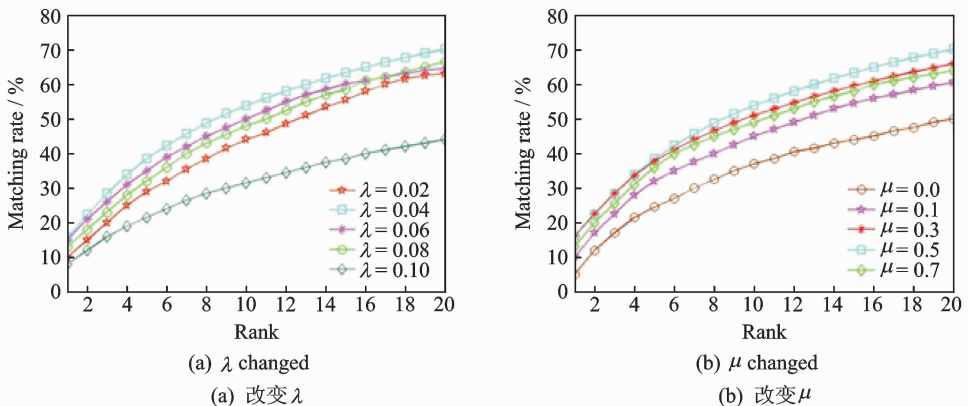 80
70
60
50
40
30
20
10
0
Matching rate / %
λ = 0.02
λ = 0.04
λ = 0.06
λ = 0.08
λ = 0.10
2 4 6 8 10 12 14 16 18 20
Rank
(a) λ changed
(a) 改变λ
80
70
60
50
40
30
20
10
0
Matching rate / %
μ = 0.0
μ = 0.1
μ = 0.3
μ = 0.5
μ = 0.7
2 4 6 8 10 12 14 16 18 20
Rank
(b) μ changed
(b) 改变μ